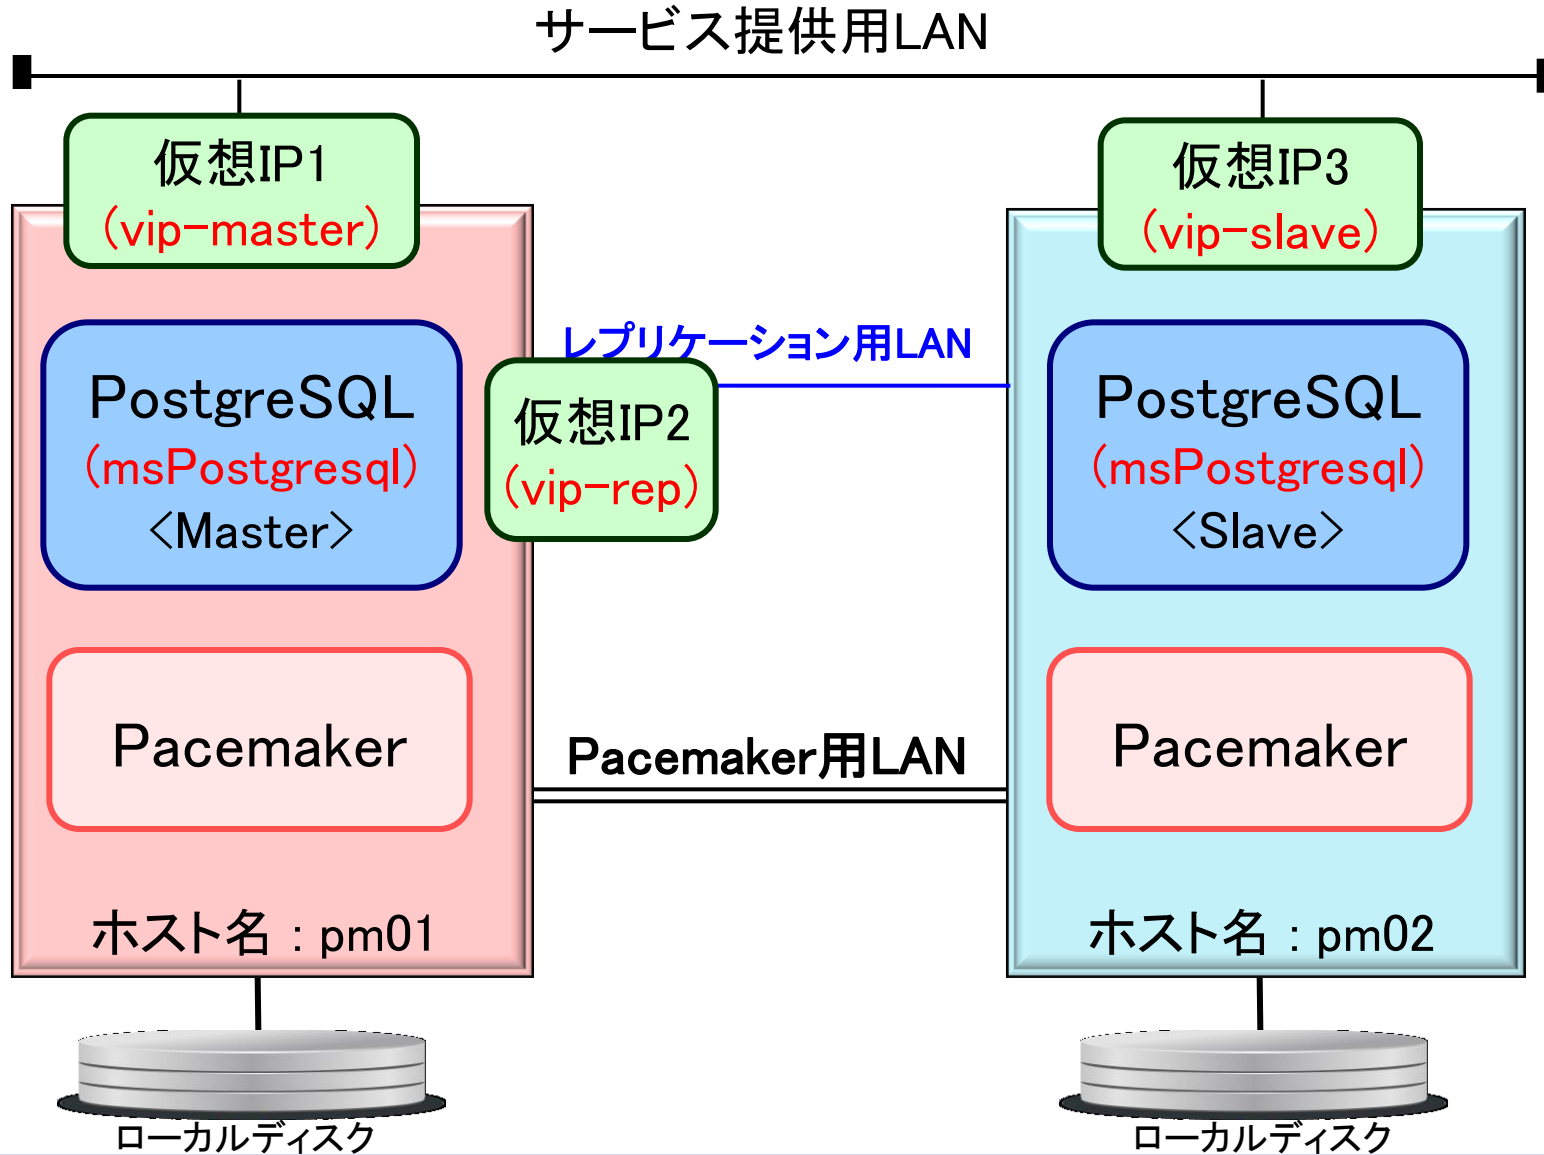 サービス提供用LAN
仮想IP1
(vip-master)
仮想IP3
(vip-slave)
レプリケーション用LAN
PostgreSQL
(msPostgresql)
<Master>
仮想IP2
(vip-rep)
PostgreSQL
(msPostgresql)
<Slave>
Pacemaker
Pacemaker用LAN
Pacemaker
ホスト名：pm01
ホスト名：pm02
ローカルディスク
ローカルディスク